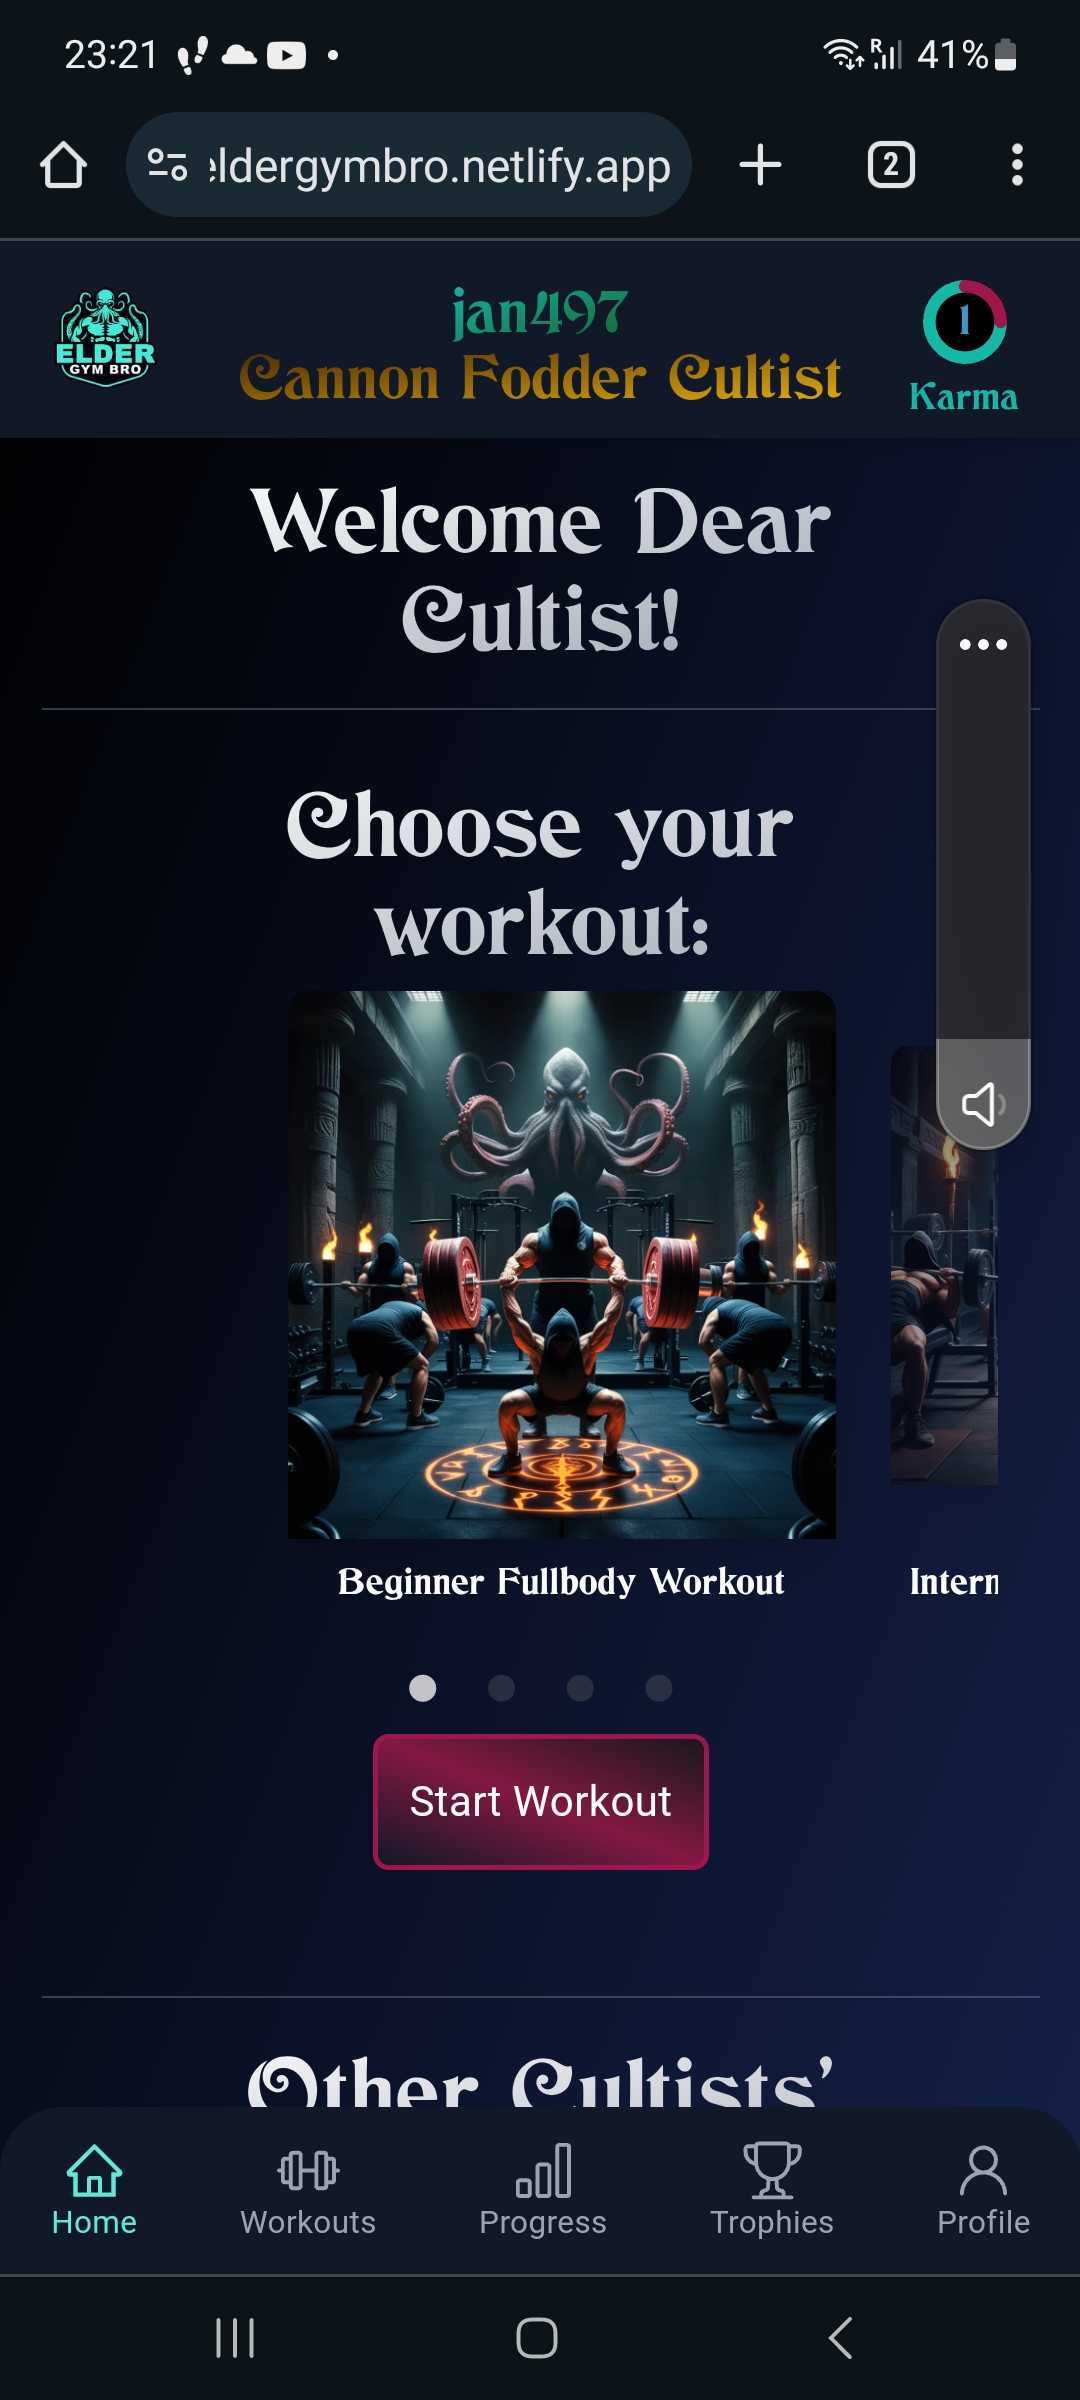 23:21
41%
eldergymbro.netlify.app
2
ELDER
GYM BRO
jan497
Cannon Fodder Cultist
1
Karma
Welcome Dear
Cultist!
Choose your
workout:
Beginner Fullbody Workout
Intern
Start Workout
Other Cultists’
Home
Workouts
Progress
Trophies
Profile